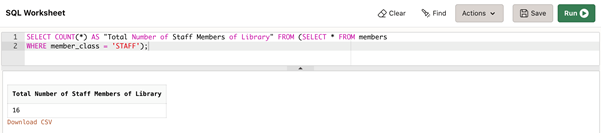 SQL Worksheet
Clear
Find
Actions
Save
Run
1 SELECT COUNT(*) AS "Total Number of Staff Members of Library" FROM (SELECT * FROM members
2 WHERE member_class = 'STAFF');
Total Number of Staff Members of Library
16
Download CSV